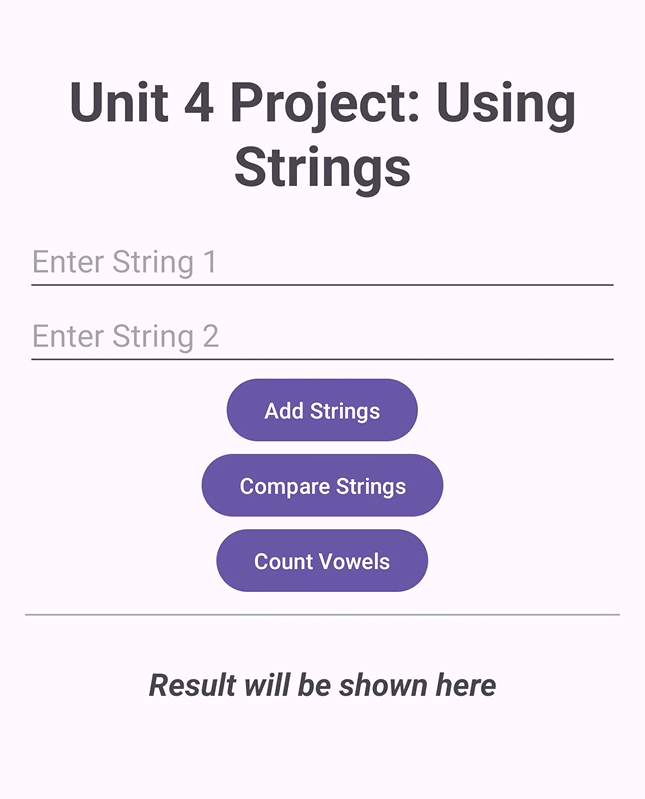 Unit 4 Project: Using
Strings
Enter String 1
Enter String 2
Add Strings
Compare Strings
Count Vowels
Result will be shown here